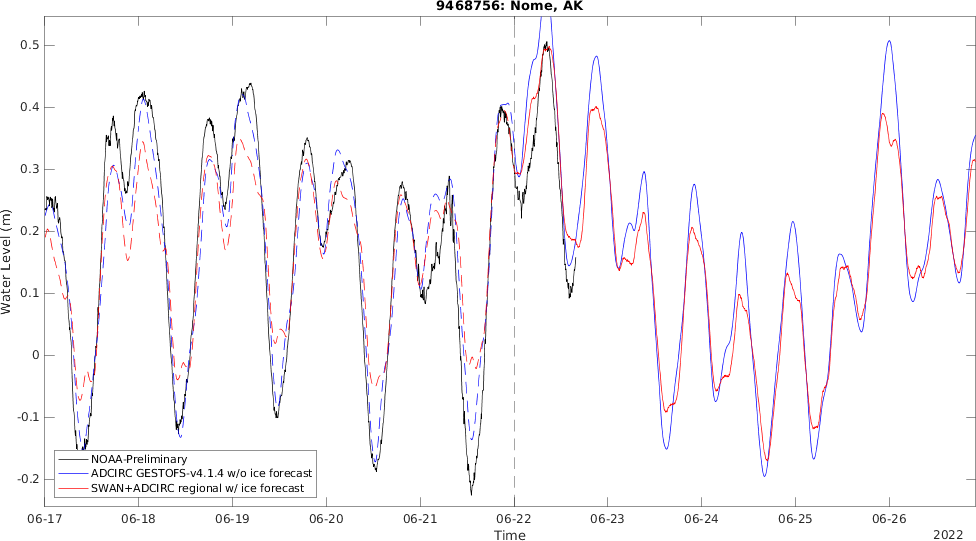 9468756: Nome, AK
Water Level (m)
0.5
0.4
0.3
0.2
0.1
0
-0.1
-0.2
NOAA-Preliminary
ADCIRC GESTOFS-v4.1.4 w/o ice forecast
SWAN+ADCIRC regional w/ ice forecast
06-17 06-18 06-19 06-20 06-21 06-22 06-23 06-24 06-25 06-26
Time
2022